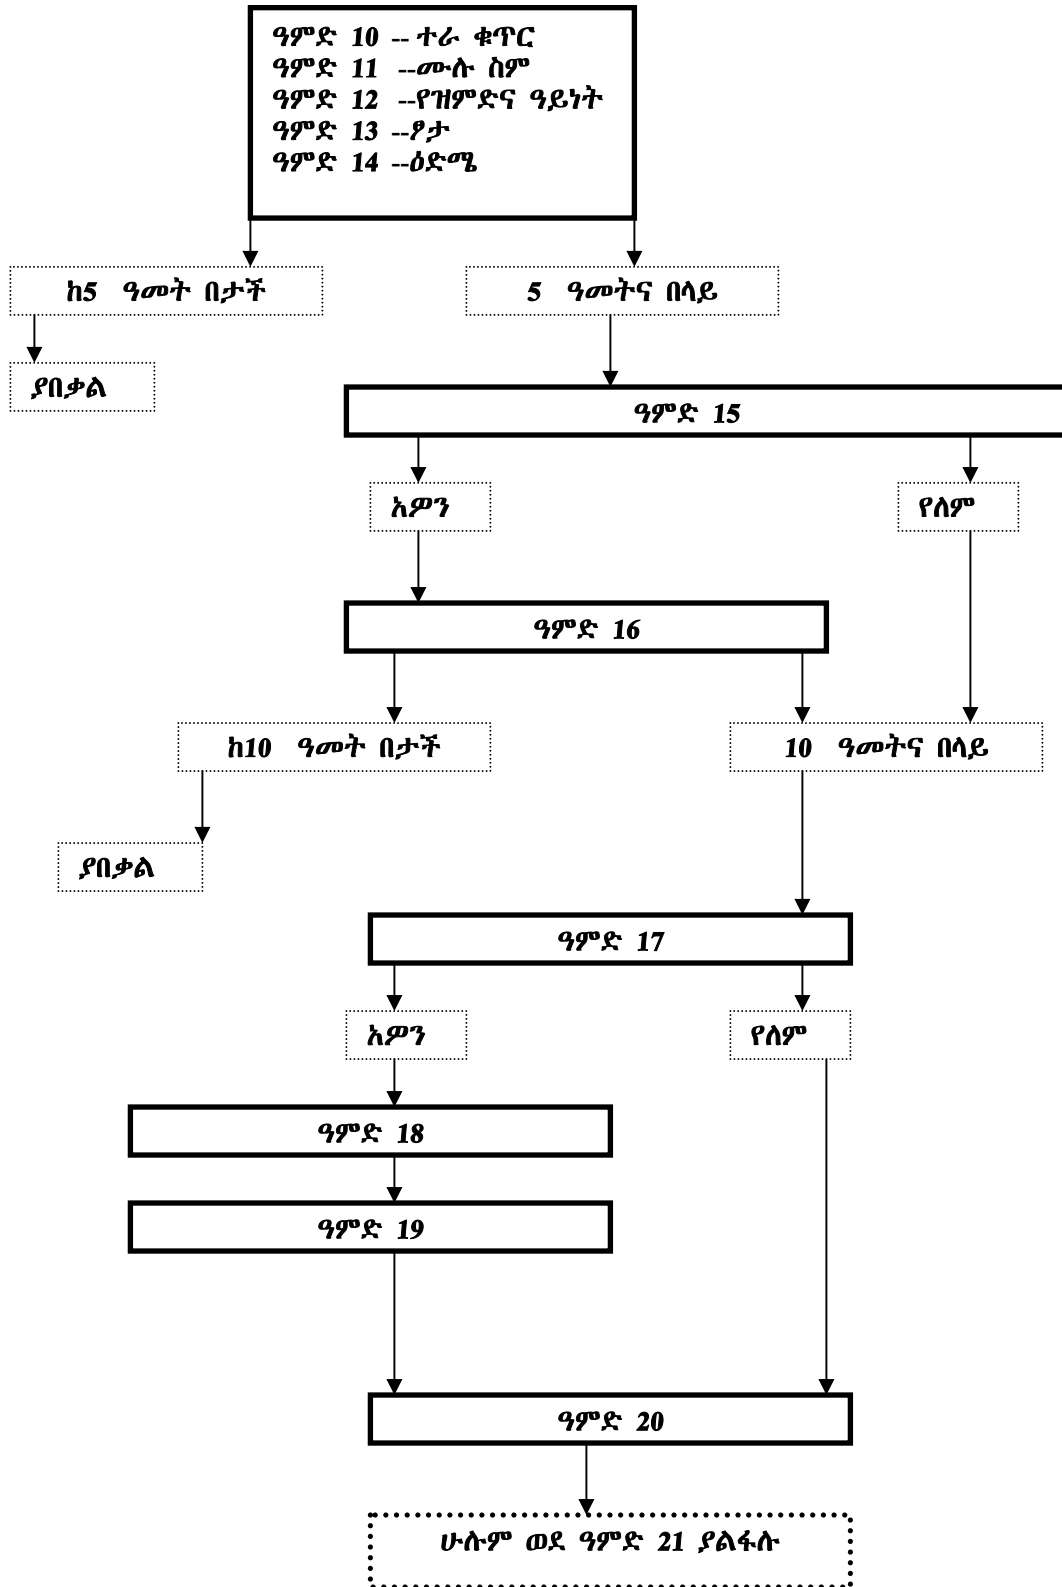 ዓምድ 10 -- ተራ ቁጥር
ዓምድ 11 --ሙሉ ስም
ዓምድ 12 --የዝምድና ዓይነት
ዓምድ 13 --ፆታ
ዓምድ 14 --ዕድሜ
ከ5 ዓመት በታች
5 ዓመትና በላይ
ያበቃል
ዓምድ 15
አዎን
የለም
ዓምድ 16
ከ10 ዓመት በታች
10 ዓመትና በላይ
ያበቃል
ዓምድ 17
አዎን
የለም
ዓምድ 18
ዓምድ 19
ዓምድ 20
ሁሉም ወደ ዓምድ 21 ያልፋሉ